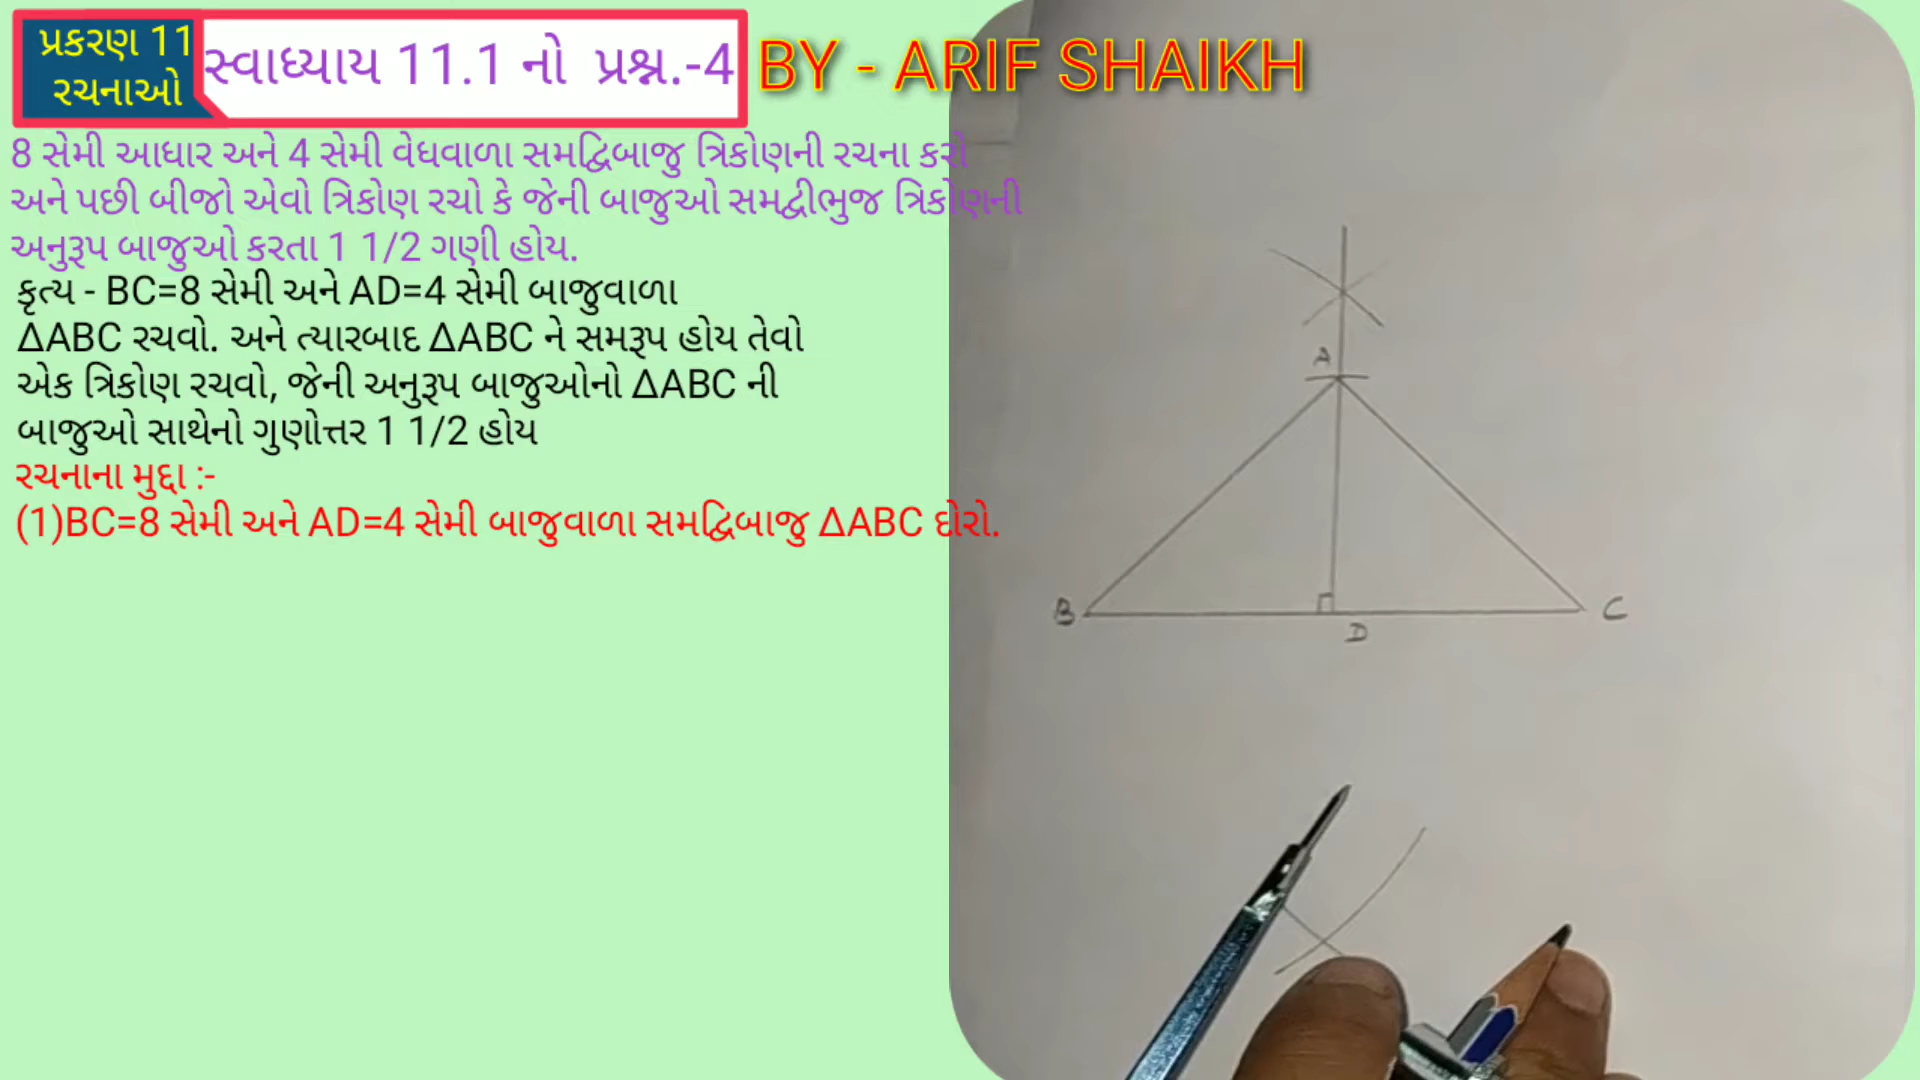 પ્રકરણ 11
રચનાઓ
સ્વાધ્યાય 11.1 નો પ્રશ્ન.-4
BY - ARIF SHAIKH
8 સેમી આધાર અને 4 સેમી વેધવાળા સમદ્વિબાજુ ત્રિકોણની રચના કરો
અને પછી બીજો એવો ત્રિકોણ રચો કે જેની બાજુઓ સમદ્વીભુજ ત્રિકોણની
અનુરૂપ બાજુઓ કરતા 1 1/2 ગણી હોય.
કૃત્ય - BC=8 સેમી અને AD=4 સેમી બાજુવાળા
ΔABC રચવો. અને ત્યારબાદ ΔABC ને સમરૂપ હોય તેવો
એક ત્રિકોણ રચવો, જેની અનુરૂપ બાજુઓનો ΔABC ની
બાજુઓ સાથેનો ગુણોત્તર 1 1/2 હોય
રચનાના મુદ્દા :-
(1)BC=8 સેમી અને AD=4 સેમી બાજુવાળા સમદ્વિબાજુ ΔABC દોરો.
A
B
D
C